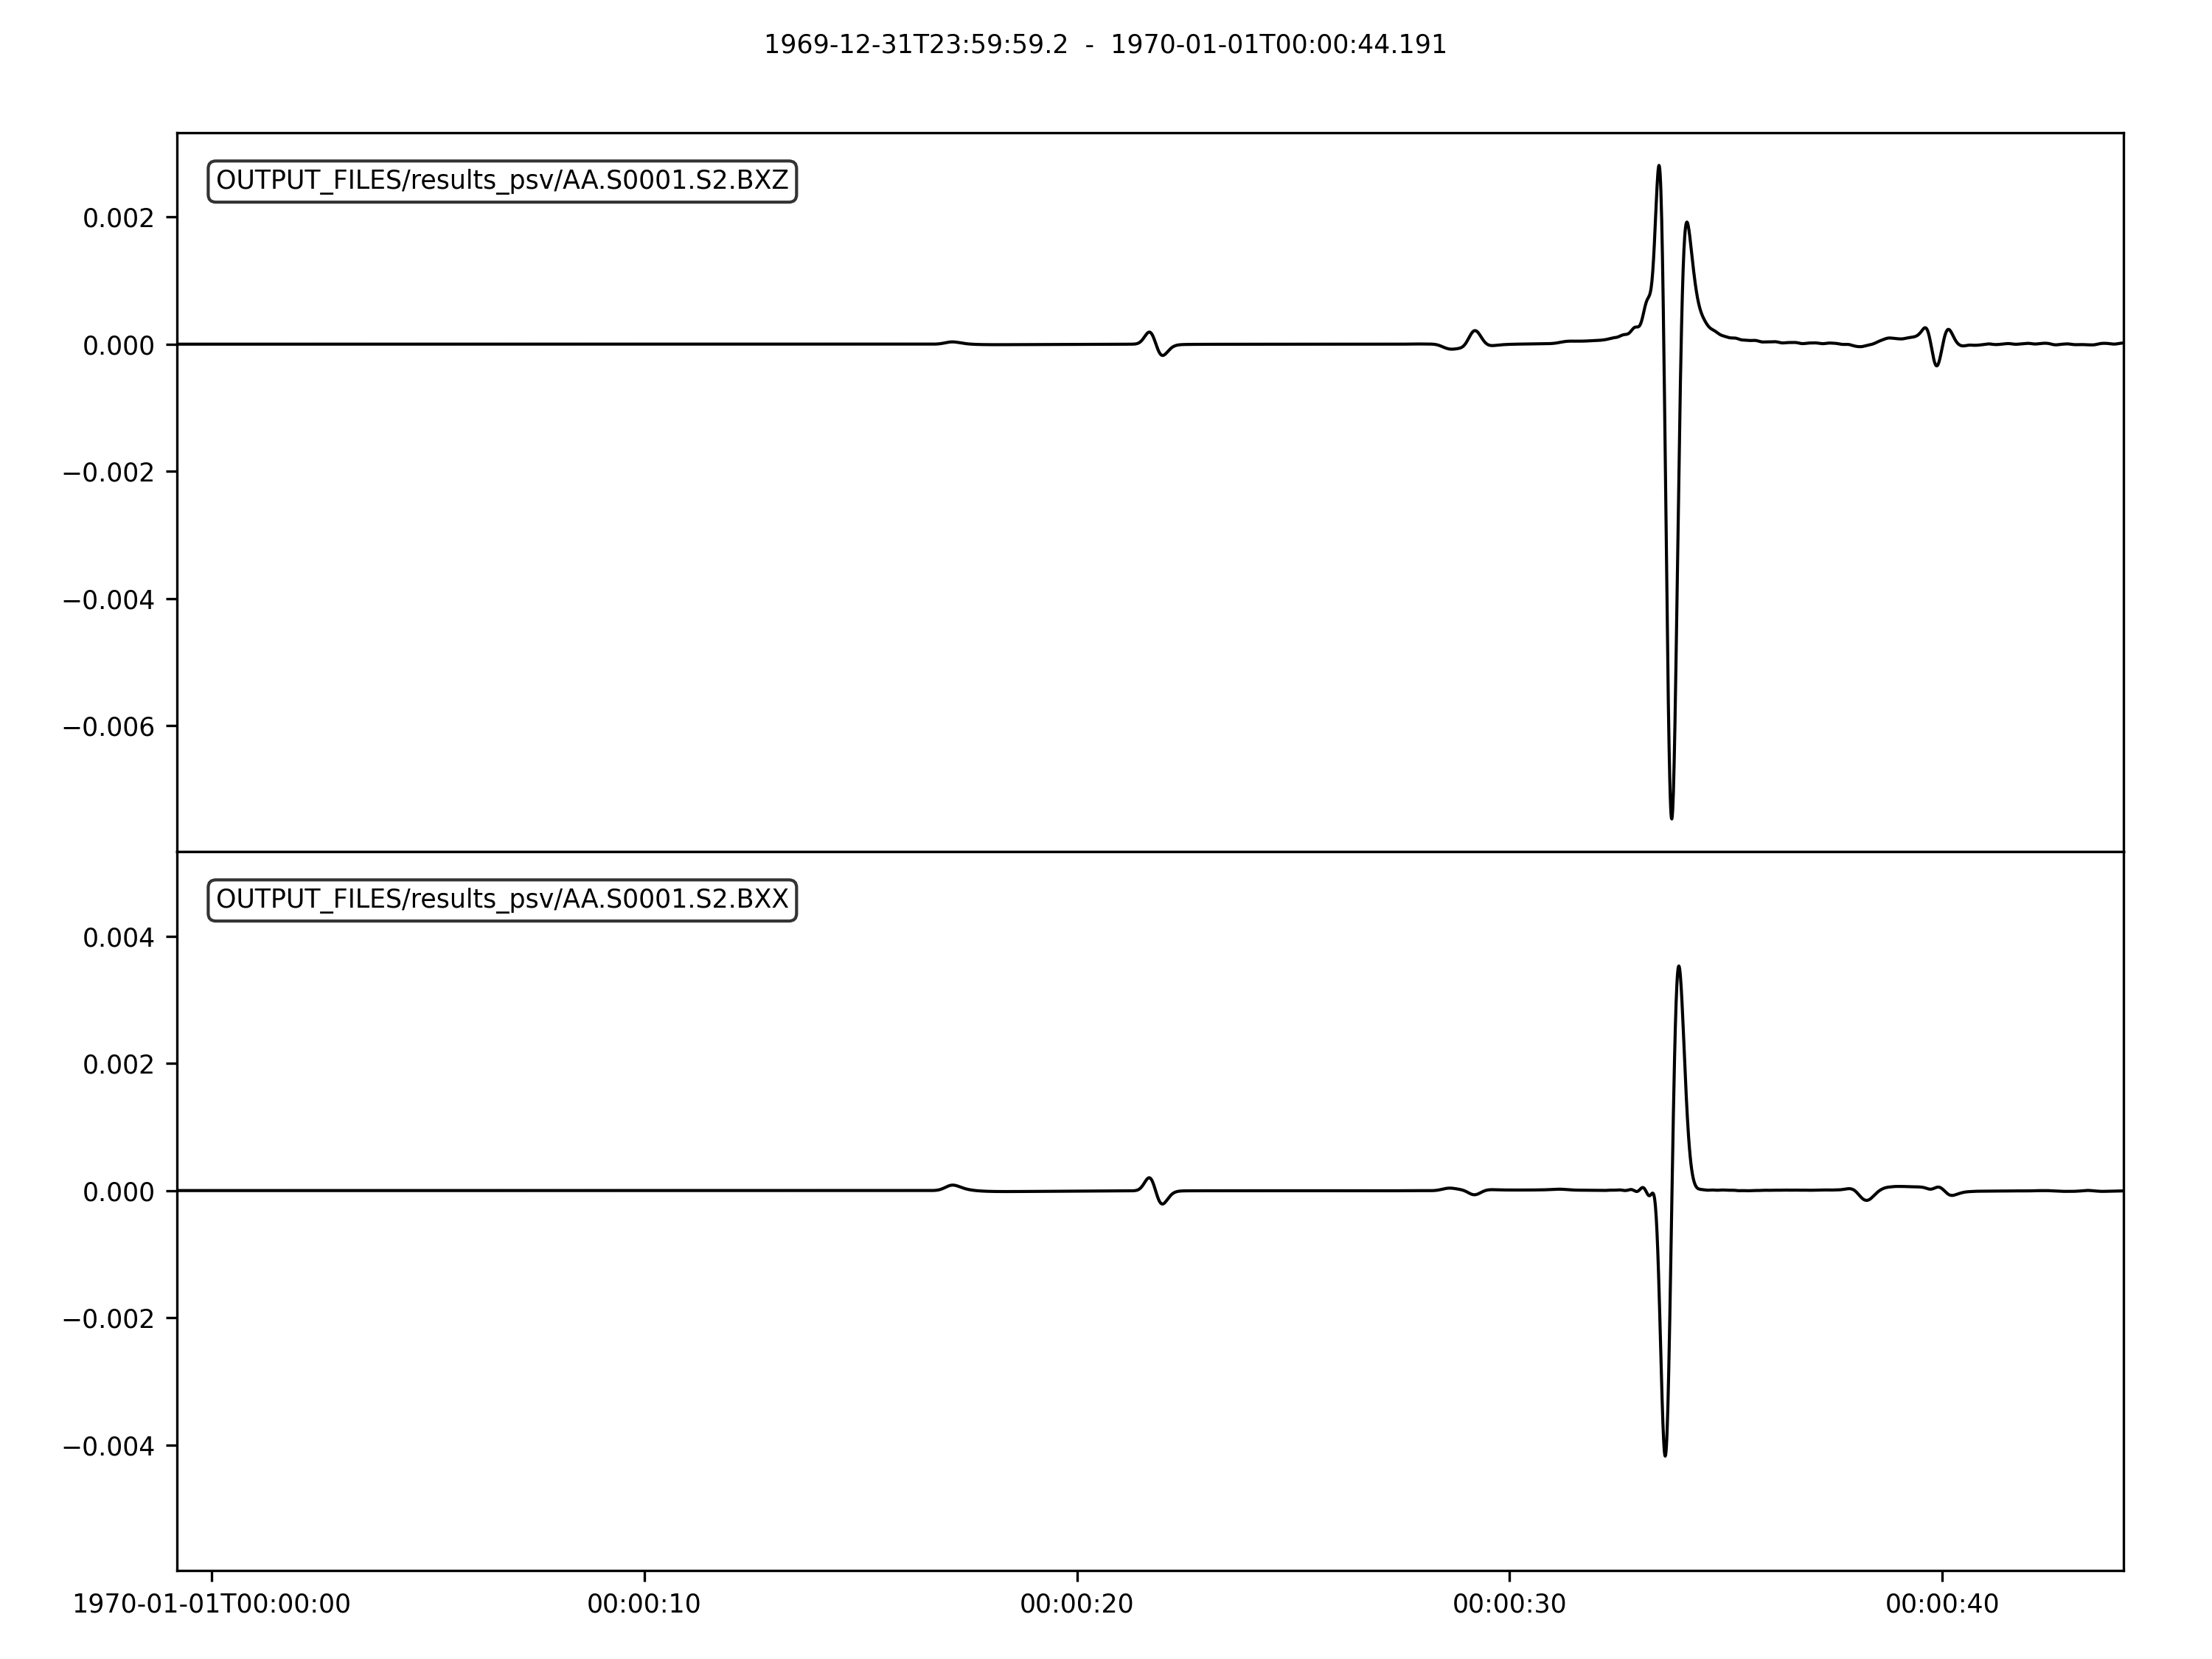 1969-12-31T23:59:59.2 - 1970-01-01T00:00:44.191
OUTPUT_FILES/results_psv/AA.S0001.S2.BXZ
0.002
0.000
−0.002
−0.004
−0.006
OUTPUT_FILES/results_psv/AA.S0001.S2.BXX
0.004
0.002
0.000
−0.002
−0.004
1970-01-01T00:00:00 00:00:10 00:00:20 00:00:30 00:00:40